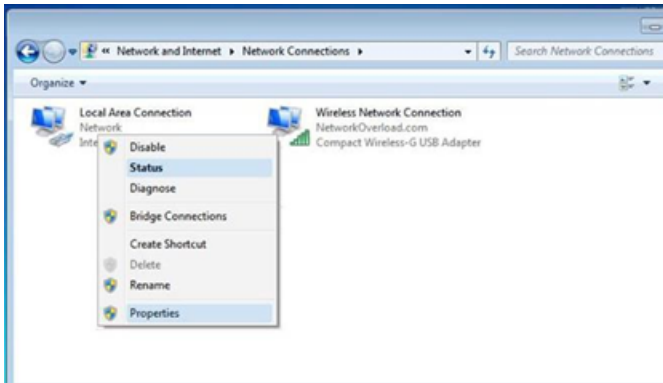 « Network and Internet ▸ Network Connections ▸
Search Network Connections
Organize ▾
Local Area Connection
Network
Inte
Wireless Network Connection
NetworkOverload.com
Compact Wireless-G USB Adapter
Disable
Status
Diagnose
Bridge Connections
Create Shortcut
Delete
Rename
Properties